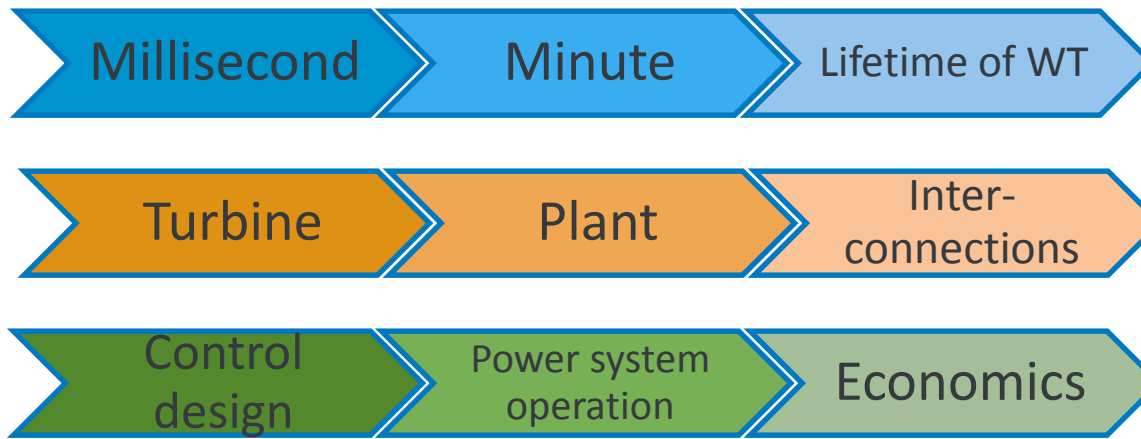 Millisecond
Minute
Lifetime of WT
Turbine
Plant
Inter-
connections
Control
design
Power system
operation
Economics